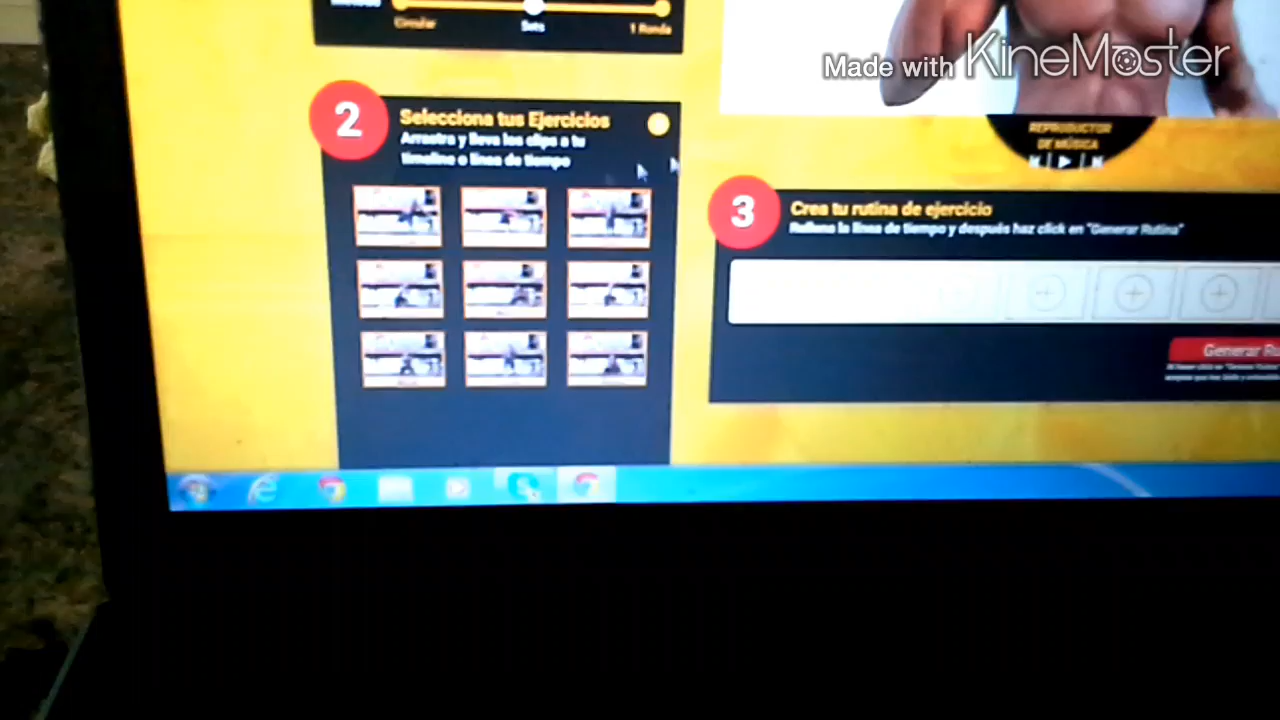 Circular
Sets
1 Ronda
Made with KineMaster
2
Selecciona tus Ejercicios
Arrastra y lleva los clips a tu
timeline o línea de tiempo
REPRODUCTOR
DE MÚSICA
3
Crea tu rutina de ejercicio
Rellena la línea de tiempo y después haz click en "Generar Rutina"
Generar Ru